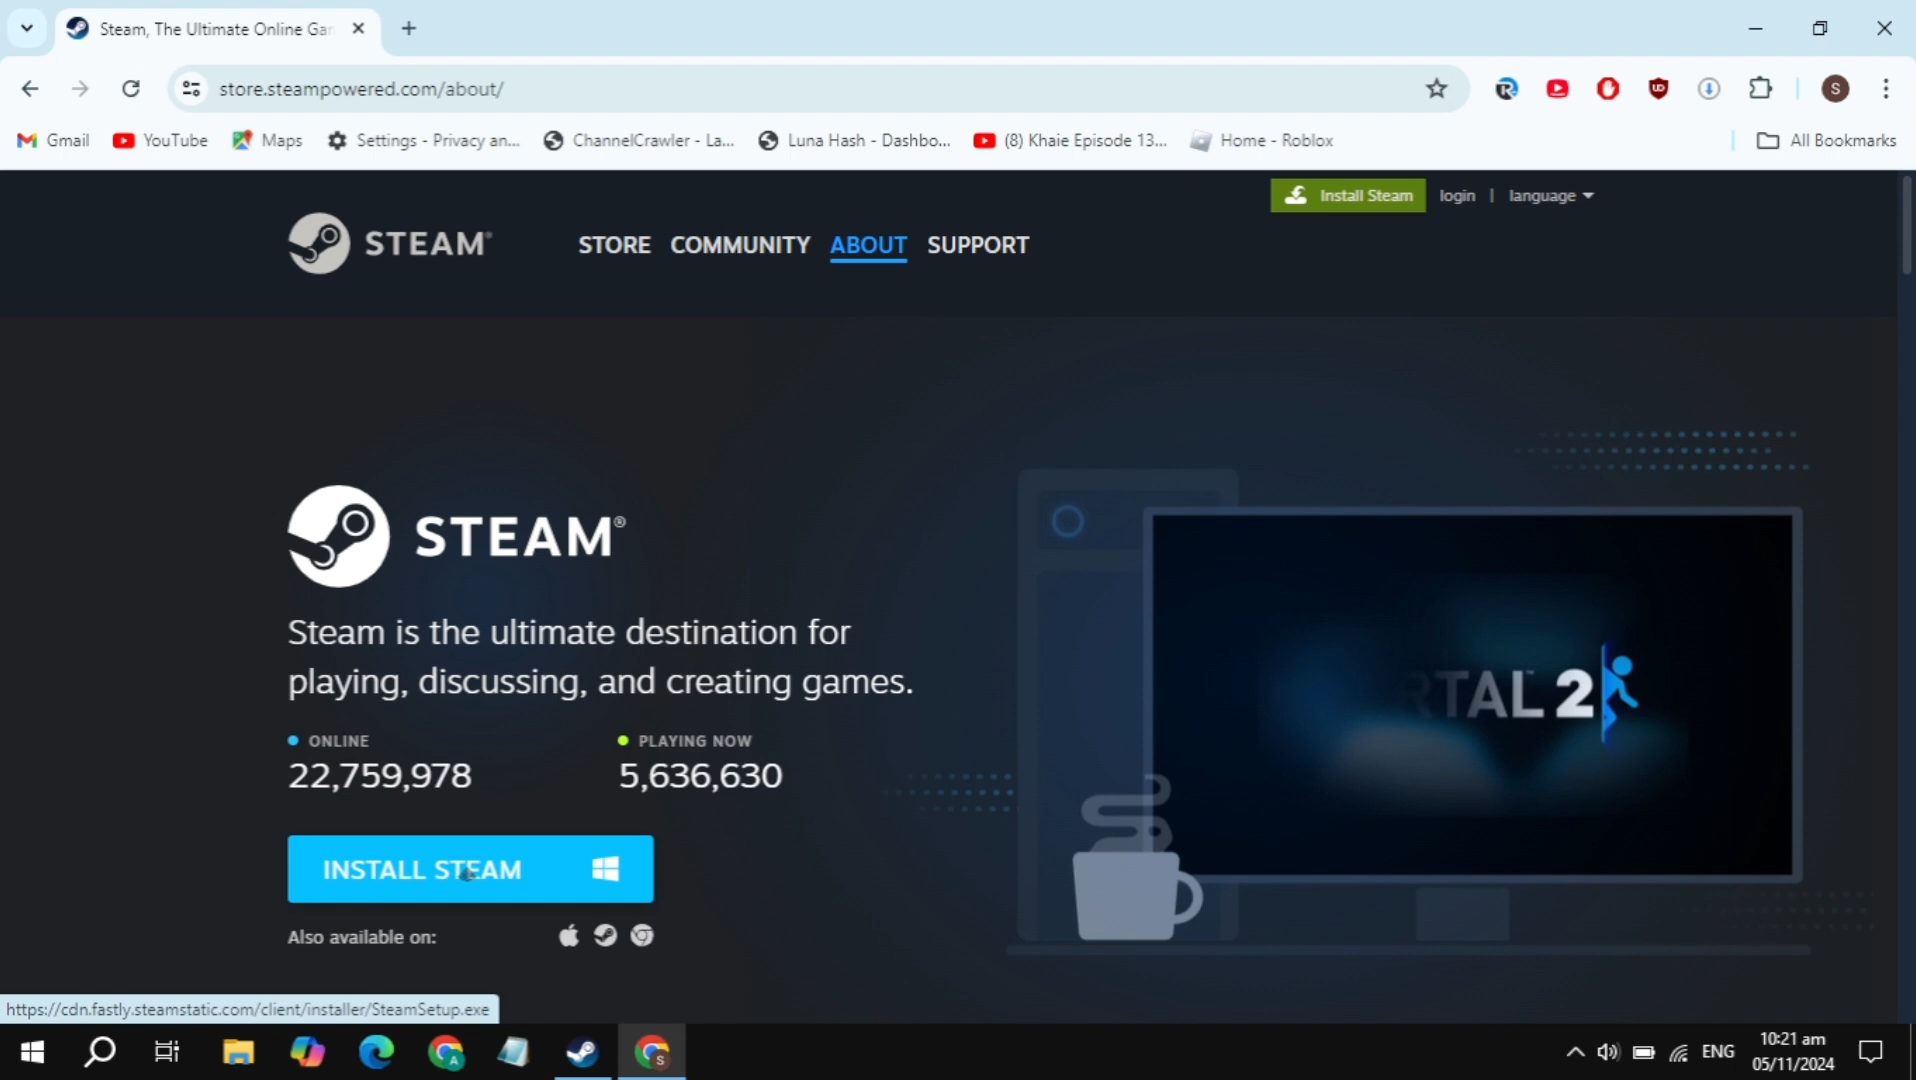 Steam, The Ultimate Online Gar
store.steampowered.com/about/
S
Gmail
YouTube
Maps
Settings - Privacy an...
ChannelCrawler - La...
Luna Hash - Dashbo...
(8) Khaie Episode 13...
Home - Roblox
All Bookmarks
Install Steam
login | language
STEAM®
STORE COMMUNITY ABOUT SUPPORT
STEAM®
Steam is the ultimate destination for
playing, discussing, and creating games.
ONLINE
PLAYING NOW
22,759,978
5,636,630
RTAL 2
INSTALL STEAM
Also available on:
https://cdn.fastly.steamstatic.com/client/installer/SteamSetup.exe
A
S
ENG
10:21 am
05/11/2024